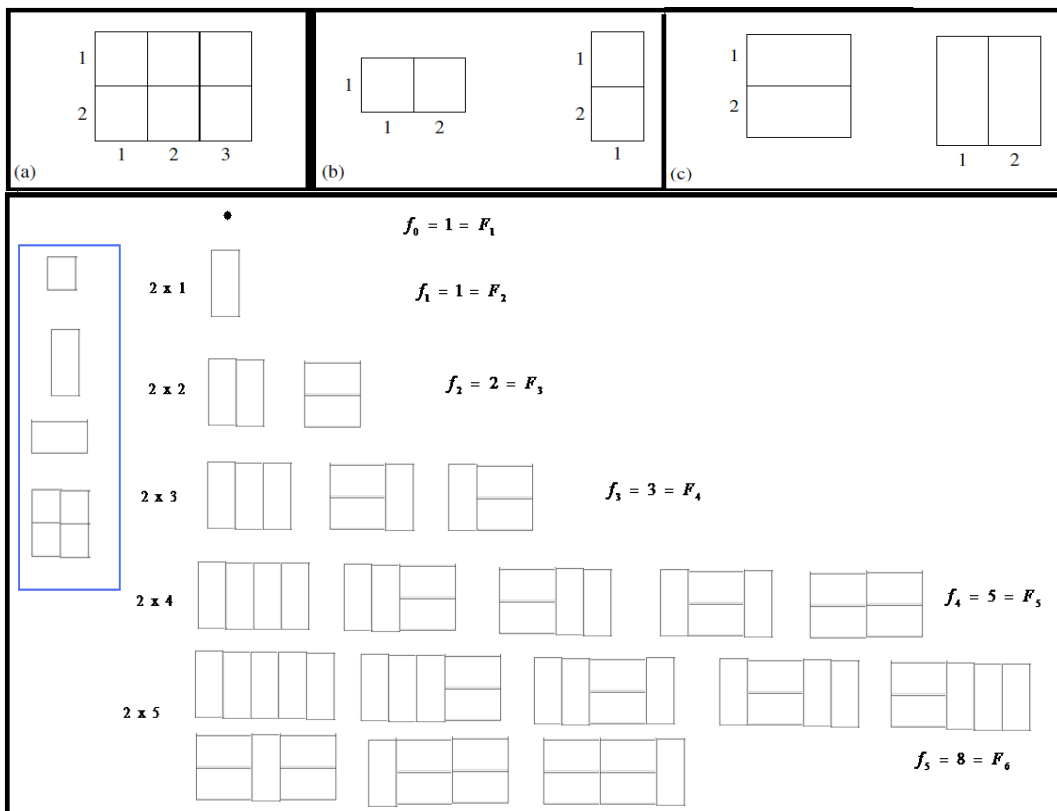 1
2
1 2 3
(a)
1
1 2
1
2
1
(b)
1
2
1 2
(c)
f₀ = 1 = F₁
2 x 1
f₁ = 1 = F₂
2 x 2
f₂ = 2 = F₃
2 x 3
f₃ = 3 = F₄
2 x 4
f₄ = 5 = F₅
2 x 5
f₅ = 8 = F₆